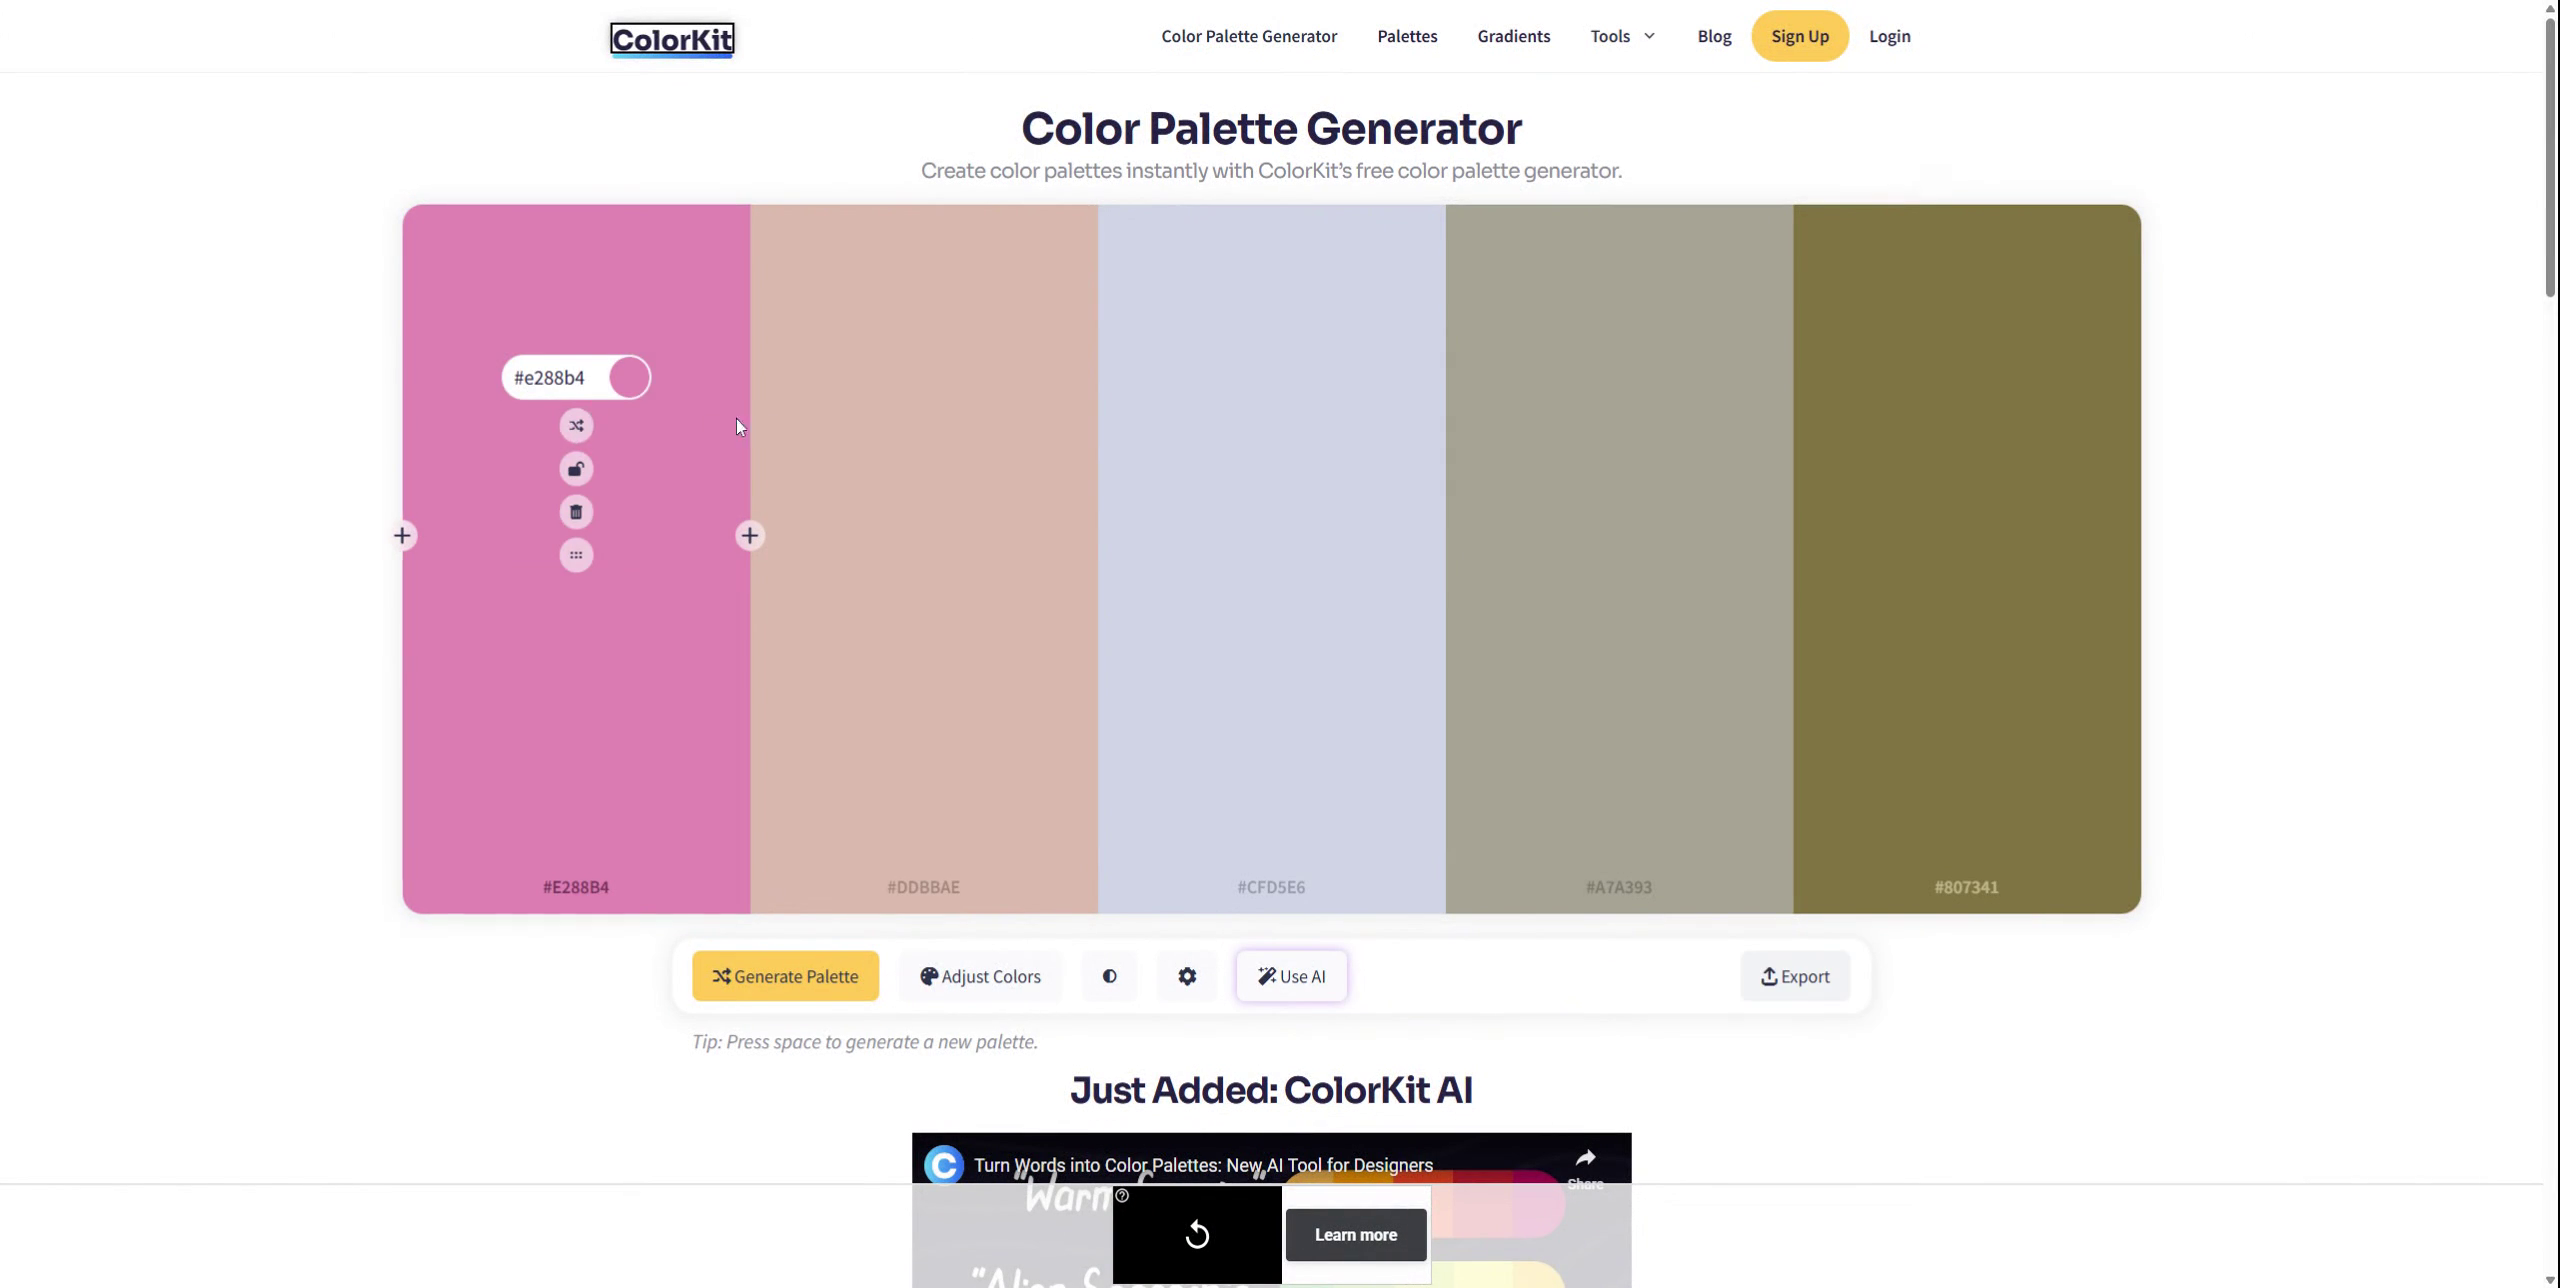 ColorKit
Color Palette Generator
Palettes
Gradients
Tools
Blog
Sign Up
Login
Color Palette Generator
Create color palettes instantly with ColorKit's free color palette generator.
#e288b4
#E288B4
#DDBBAE
#CFD5E6
#A7A393
#807341
Generate Palette
Adjust Colors
Use AI
Export
Tip: Press space to generate a new palette.
Just Added: ColorKit AI
C
Turn Words into Color Palettes: New AI Tool for Designers
Share
"Warm
Learn more
"Alien